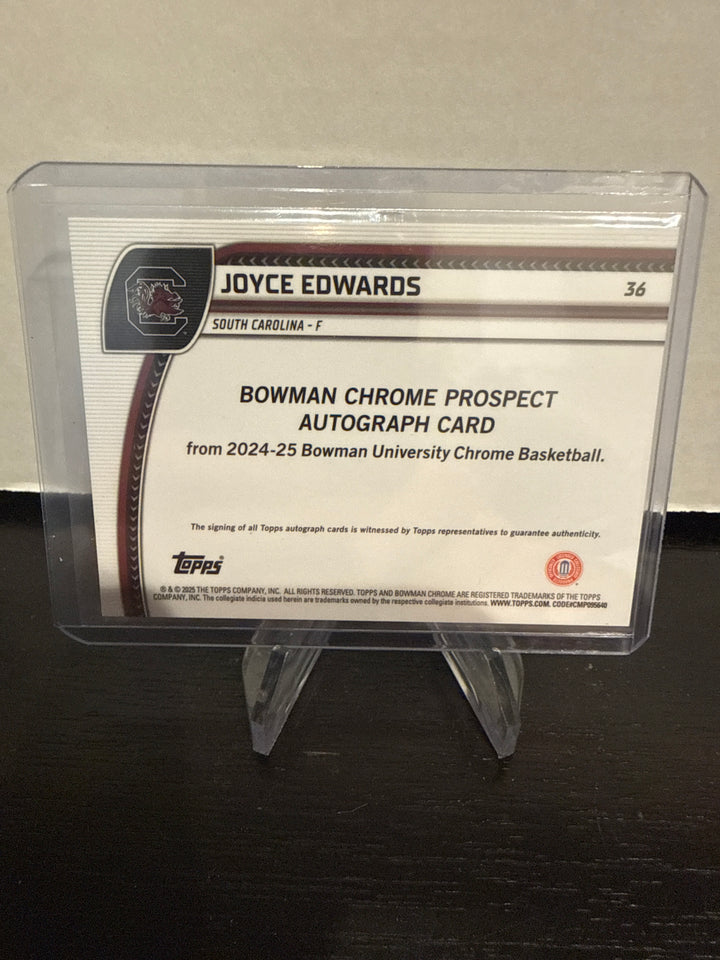 JOYCE EDWARDS
36
SOUTH CAROLINA - F
BOWMAN CHROME PROSPECT
AUTOGRAPH CARD
from 2024-25 Bowman University Chrome Basketball.
The signing of all Topps autograph cards is witnessed by Topps representatives to guarantee authenticity.
topps®
® & © 2025 THE TOPPS COMPANY, INC. ALL RIGHTS RESERVED. TOPPS AND BOWMAN CHROME ARE REGISTERED TRADEMARKS OF THE TOPPS
COMPANY, INC. The collegiate indicia used herein are trademarks owned by the respective collegiate institutions. WWW.TOPPS.COM. CODE#CMP095640